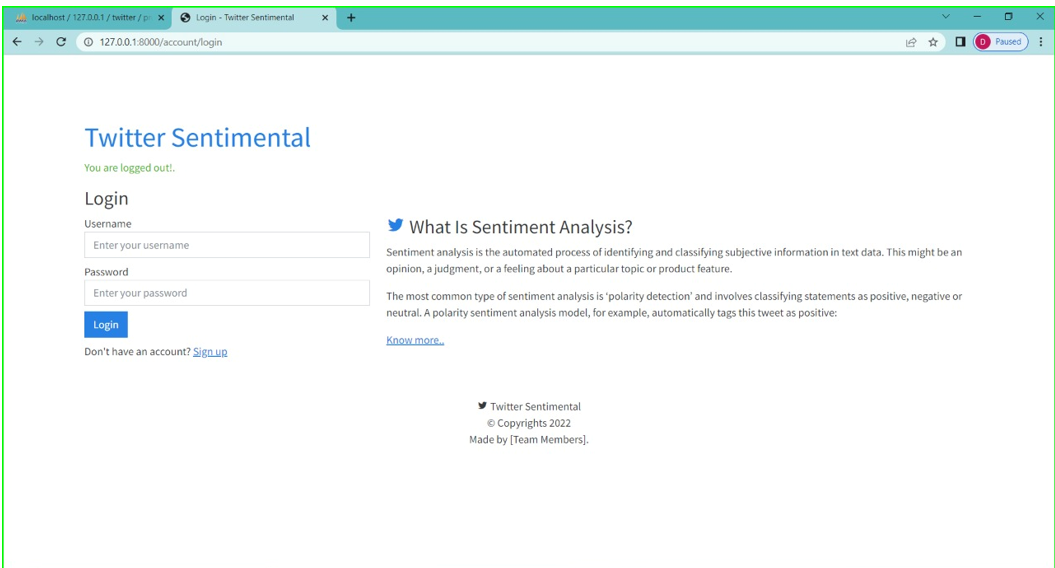 localhost / 127.0.0.1 / twitter / p
Login - Twitter Sentimental
127.0.0.1:8000/account/login
D Paused
Twitter Sentimental
You are logged out!.
Login
Username
Enter your username
Password
Enter your password
Login
Don't have an account? Sign up
What Is Sentiment Analysis?
Sentiment analysis is the automated process of identifying and classifying subjective information in text data. This might be an
opinion, a judgment, or a feeling about a particular topic or product feature.
The most common type of sentiment analysis is ‘polarity detection’ and involves classifying statements as positive, negative or
neutral. A polarity sentiment analysis model, for example, automatically tags this tweet as positive:
Know more..
Twitter Sentimental
© Copyrights 2022
Made by [Team Members].